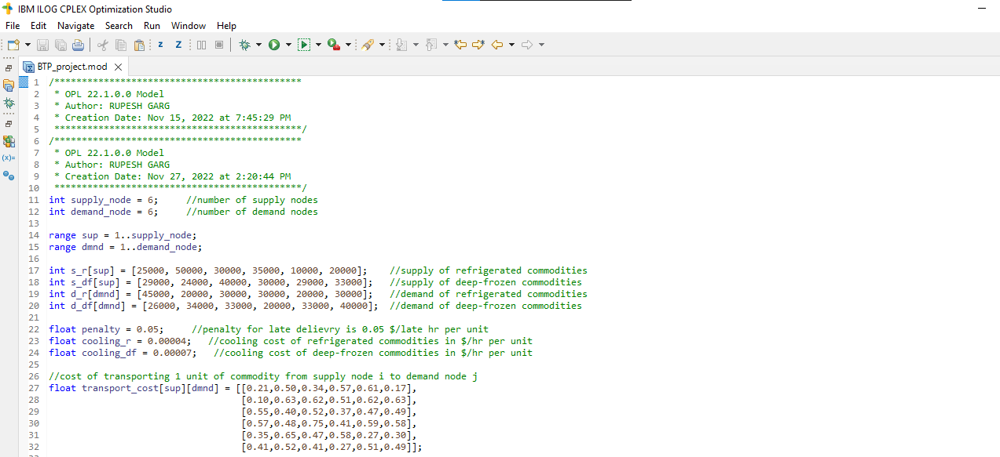 IBM ILOG CPLEX Optimization Studio
File Edit Navigate Search Run Window Help
BTP_project.mod
1 /*********************************************
2  * OPL 22.1.0.0 Model
3  * Author: RUPESH GARG
4  * Creation Date: Nov 15, 2022 at 7:45:29 PM
5  *********************************************/
6 /*********************************************
7  * OPL 22.1.0.0 Model
8  * Author: RUPESH GARG
9  * Creation Date: Nov 27, 2022 at 2:20:44 PM
10  *********************************************/
11 int supply_node = 6;     //number of supply nodes
12 int demand_node = 6;     //number of demand nodes
13
14 range sup = 1..supply_node;
15 range dmnd = 1..demand_node;
16
17 int s_r[sup] = [25000, 50000, 30000, 35000, 10000, 20000];    //supply of refrigerated commodities
18 int s_df[sup] = [29000, 24000, 40000, 30000, 29000, 33000];   //supply of deep-frozen commodities
19 int d_r[dmnd] = [45000, 20000, 30000, 30000, 20000, 30000];   //demand of refrigerated commodities
20 int d_df[dmnd] = [26000, 34000, 33000, 20000, 33000, 40000];  //demand of deep-frozen commodities
21
22 float penalty = 0.05;     //penalty for late delievry is 0.05 $/late hr per unit
23 float cooling_r = 0.00004;   //cooling cost of refrigerated commodities in $/hr per unit
24 float cooling_df = 0.00007;   //cooling cost of deep-frozen commodities in $/hr per unit
25
26 //cost of transporting 1 unit of commodity from supply node i to demand node j
27 float transport_cost[sup][dmnd] = [[0.21,0.50,0.34,0.57,0.61,0.17],
28                                    [0.10,0.63,0.62,0.51,0.62,0.63],
29                                    [0.55,0.40,0.52,0.37,0.47,0.49],
30                                    [0.57,0.48,0.75,0.41,0.59,0.58],
31                                    [0.35,0.65,0.47,0.58,0.27,0.30],
32                                    [0.41,0.52,0.41,0.27,0.51,0.49]];